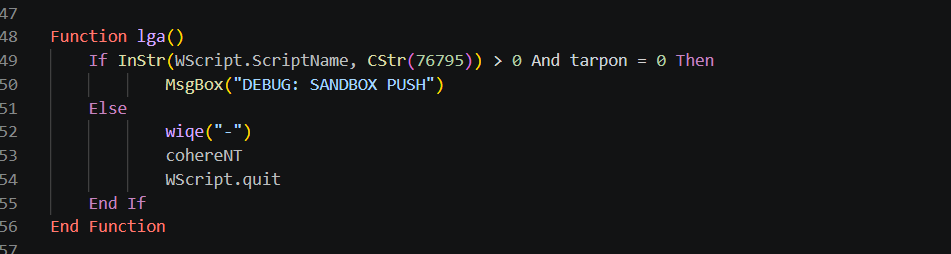 47
48 Function lga()
49 If InStr(WScript.ScriptName, CStr(76795)) > 0 And tarpon = 0 Then
50 MsgBox("DEBUG: SANDBOX PUSH")
51 Else
52 wiqe("-")
53 cohereNT
54 WScript.quit
55 End If
56 End Function
57